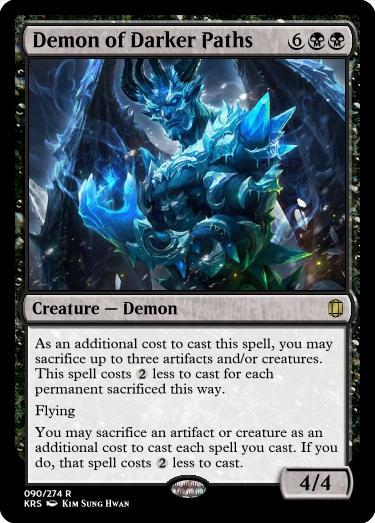 Demon of Darker Paths 6
Creature — Demon
As an additional cost to cast this spell, you may
sacrifice up to three artifacts and/or creatures.
This spell costs 2 less to cast for each
permanent sacrificed this way.
Flying
You may sacrifice an artifact or creature as an
additional cost to cast each spell you cast. If you
do, that spell costs 2 less to cast.
4/4
090/274 R
KRS Kim Sung Hwan